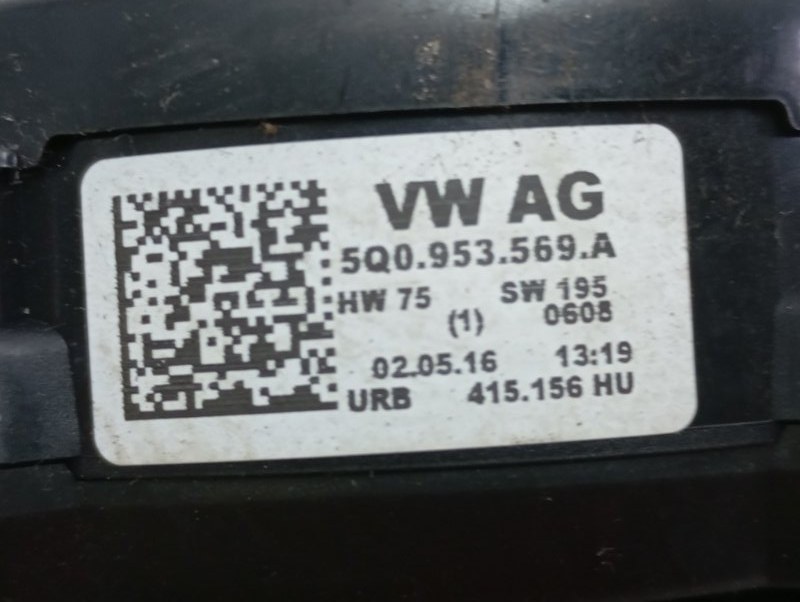 VW AG
5Q0.953.569.A
HW 75 SW 195
(1) 0608
02.05.16 13:19
URB 415.156 HU